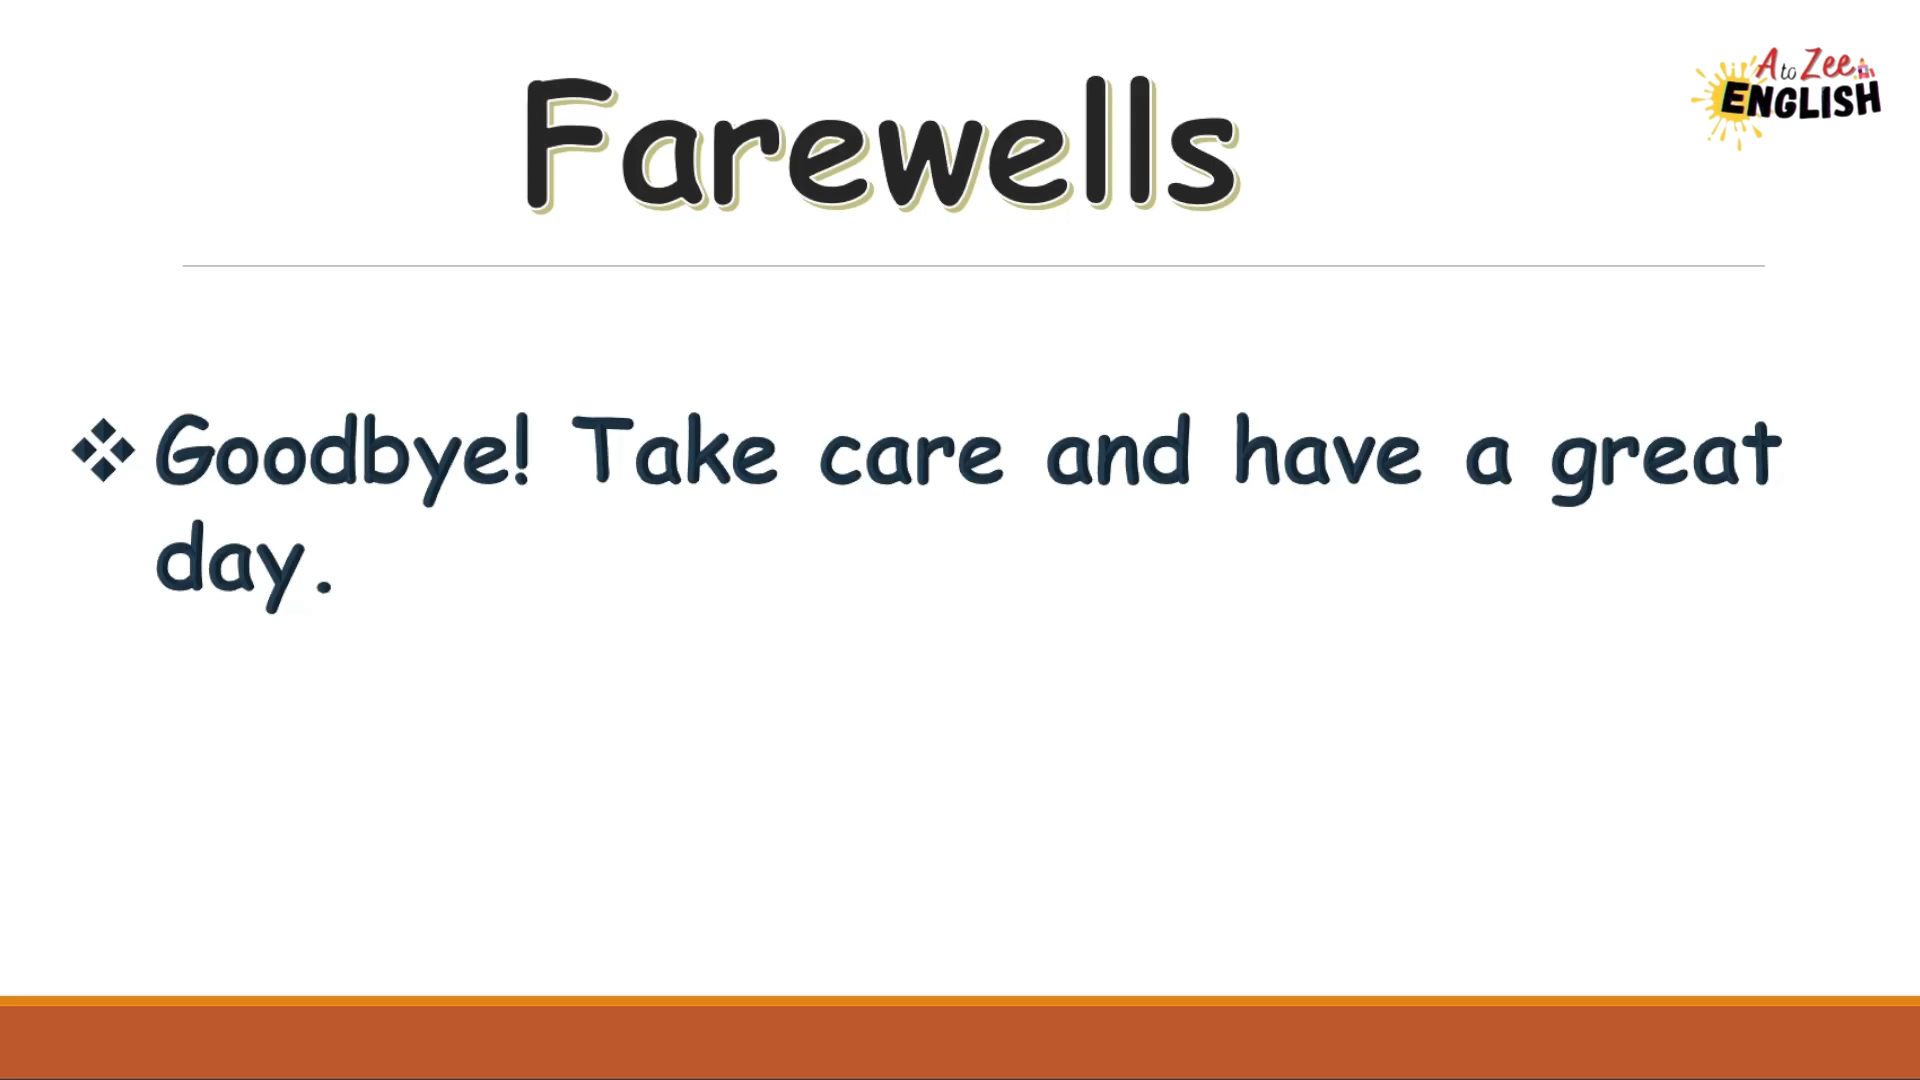 Farewells
A to Zee
ENGLISH
Goodbye! Take care and have a great
day.